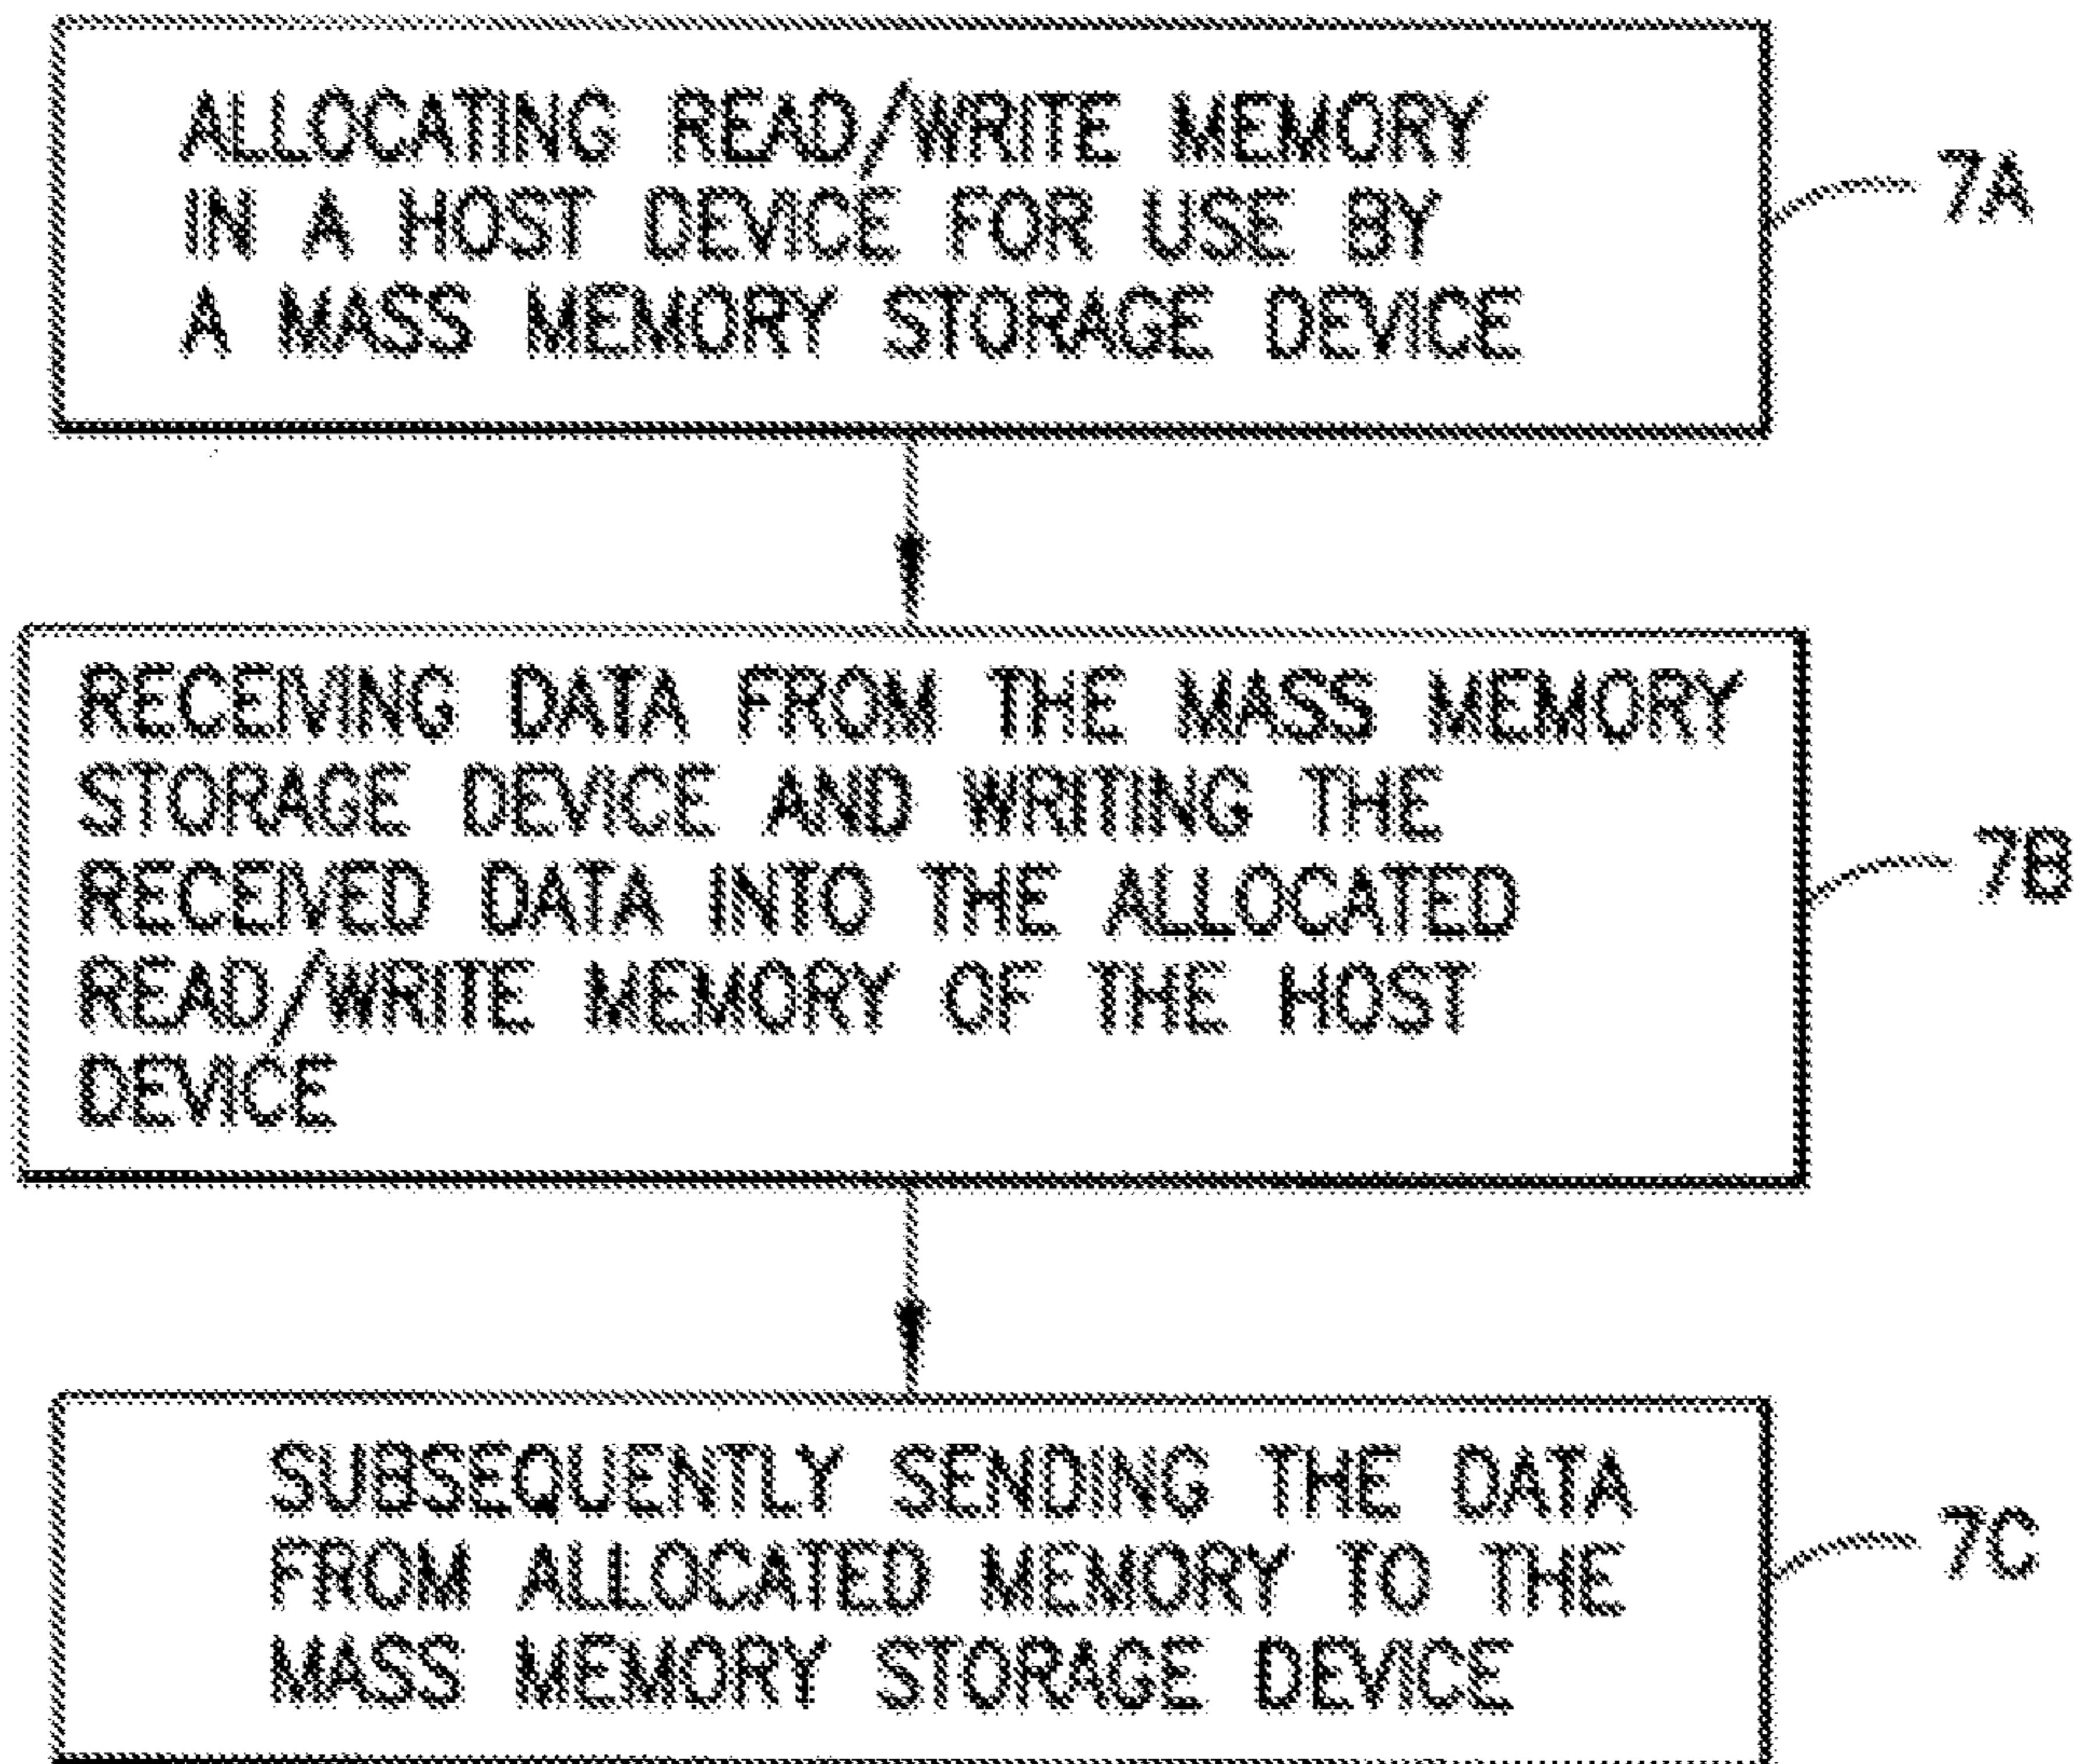 ALLOCATING READ/WRITE MEMORY
IN A HOST DEVICE FOR USE BY
A MASS MEMORY STORAGE DEVICE
7A
RECEIVING DATA FROM THE MASS MEMORY
STORAGE DEVICE AND WRITING THE
RECEIVED DATA INTO THE ALLOCATED
READ/WRITE MEMORY OF THE HOST
DEVICE
7B
SUBSEQUENTLY SENDING THE DATA
FROM ALLOCATED MEMORY TO THE
MASS MEMORY STORAGE DEVICE
7C